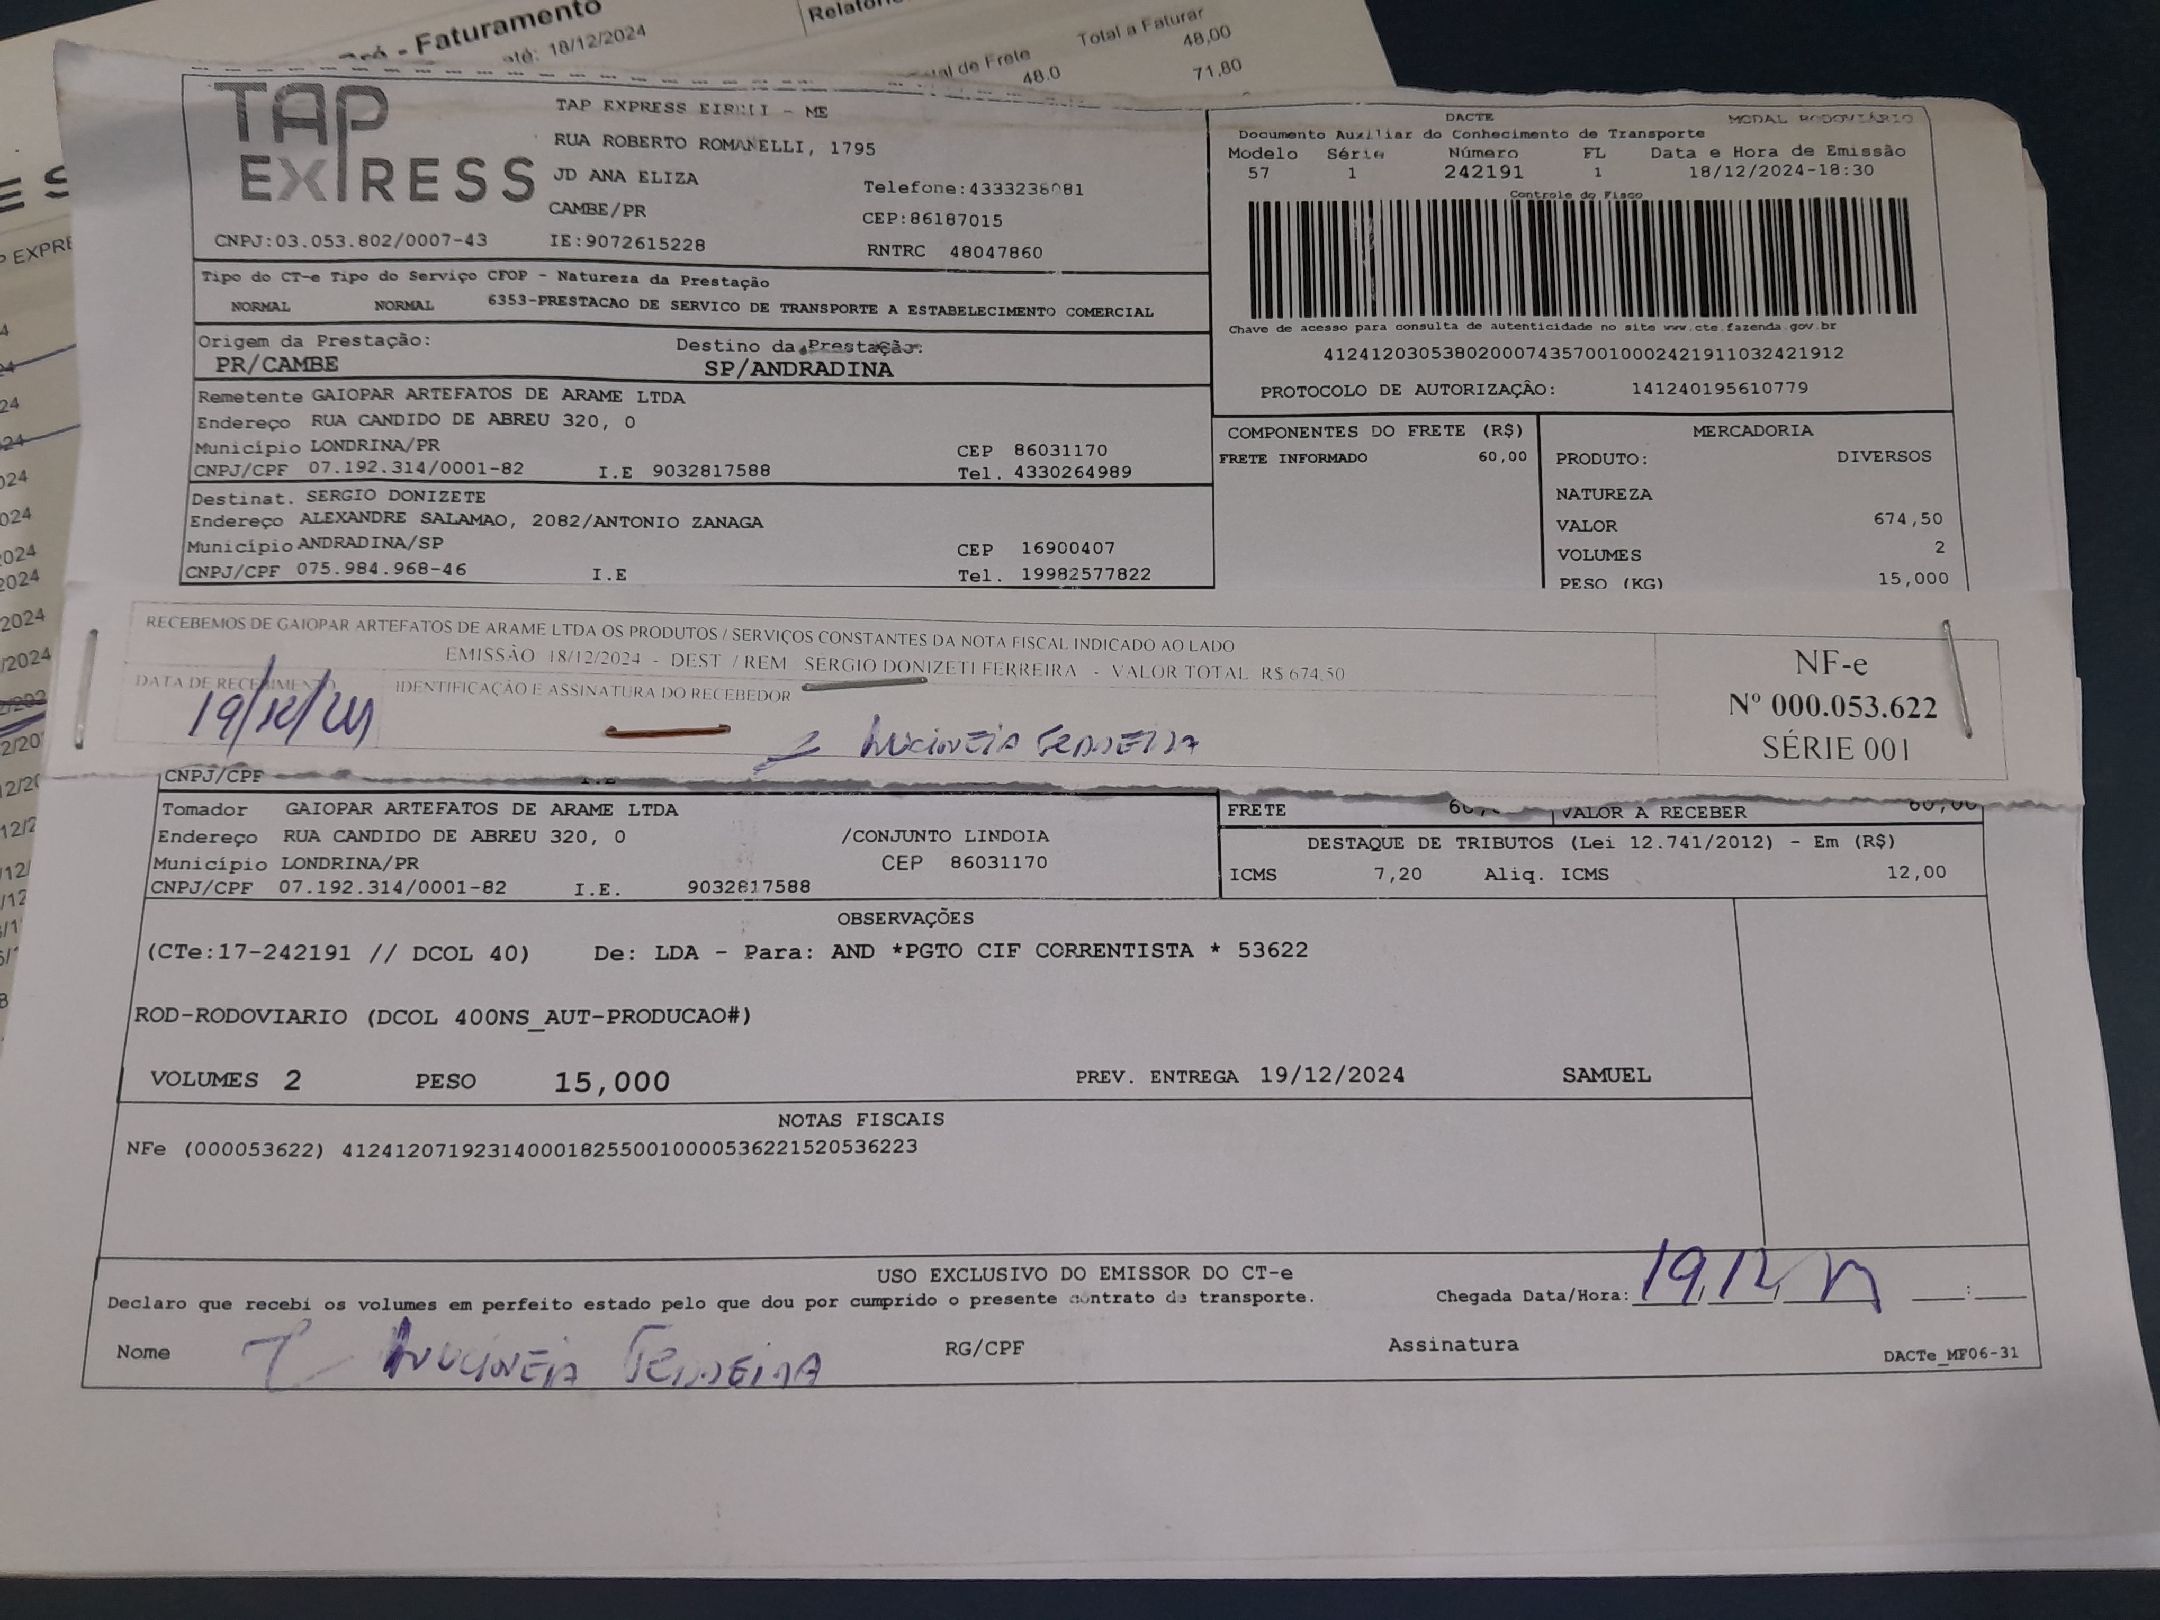 - Faturamento
até: 18/12/2024
Total de Frete
Total a Faturar
48.0
48,00
71,80
TAP EXPRESS
TAP EXPRESS EIRELI - ME
RUA ROBERTO ROMANELLI, 1795
JD ANA ELIZA
Telefone:4333238081
CAMBE/PR
CEP:86187015
CNPJ:03.053.802/0007-43
IE:9072615228
RNTRC 48047860
DACTE
MODAL RODOVIÁRIO
Documento Auxiliar do Conhecimento de Transporte
Modelo Série Número FL Data e Hora de Emissão
57 1 242191 1 18/12/2024-18:30
Controle do Fisco
Chave de acesso para consulta de autenticidade no site www.cte.fazenda.gov.br
41241203053802000743570010002421911032421912
PROTOCOLO DE AUTORIZAÇÃO: 141240195610779
Tipo do CT-e Tipo do Serviço CFOP - Natureza da Prestação
NORMAL NORMAL 6353-PRESTACAO DE SERVICO DE TRANSPORTE A ESTABELECIMENTO COMERCIAL
Origem da Prestação:
Destino da Prestação:
PR/CAMBE
SP/ANDRADINA
Remetente GAIOPAR ARTEFATOS DE ARAME LTDA
Endereço RUA CANDIDO DE ABREU 320, 0
Município LONDRINA/PR
CEP 86031170
CNPJ/CPF 07.192.314/0001-82
I.E 9032817588
Tel. 4330264989
Destinat. SERGIO DONIZETE
Endereço ALEXANDRE SALAMAO, 2082/ANTONIO ZANAGA
Município ANDRADINA/SP
CEP 16900407
CNPJ/CPF 075.984.968-46
I.E
Tel. 19982577822
COMPONENTES DO FRETE (R$)
FRETE INFORMADO 60,00
MERCADORIA
PRODUTO: DIVERSOS
NATUREZA
VALOR 674,50
VOLUMES 2
PESO (KG) 15,000
RECEBEMOS DE GAIOPAR ARTEFATOS DE ARAME LTDA OS PRODUTOS / SERVIÇOS CONSTANTES DA NOTA FISCAL INDICADO AO LADO
EMISSÃO 18/12/2024 - DEST / REM SERGIO DONIZETI FERREIRA - VALOR TOTAL R$ 674,50
DATA DE RECEBIMENTO
IDENTIFICAÇÃO E ASSINATURA DO RECEBEDOR
19/12/24
NF-e
Nº 000.053.622
SÉRIE 001
CNPJ/CPF
I.E
Tomador GAIOPAR ARTEFATOS DE ARAME LTDA
Endereço RUA CANDIDO DE ABREU 320, 0 /CONJUNTO LINDOIA
Município LONDRINA/PR
CEP 86031170
CNPJ/CPF 07.192.314/0001-82
I.E. 9032817588
FRETE
VALOR A RECEBER 60,00
DESTAQUE DE TRIBUTOS (Lei 12.741/2012) - Em (R$)
ICMS 7,20 Aliq. ICMS 12,00
OBSERVAÇÕES
(CTe:17-242191 // DCOL 40) De: LDA - Para: AND *PGTO CIF CORRENTISTA * 53622
ROD-RODOVIARIO (DCOL 400NS_AUT-PRODUCAO#)
VOLUMES 2 PESO 15,000 PREV. ENTREGA 19/12/2024 SAMUEL
NOTAS FISCAIS
NFe (000053622) 41241207192314000182550010000536221520536223
USO EXCLUSIVO DO EMISSOR DO CT-e
Declaro que recebi os volumes em perfeito estado pelo que dou por cumprido o presente contrato de transporte.
Chegada Data/Hora: 19/12
Nome
RG/CPF
Assinatura
DACTe_MF06-31